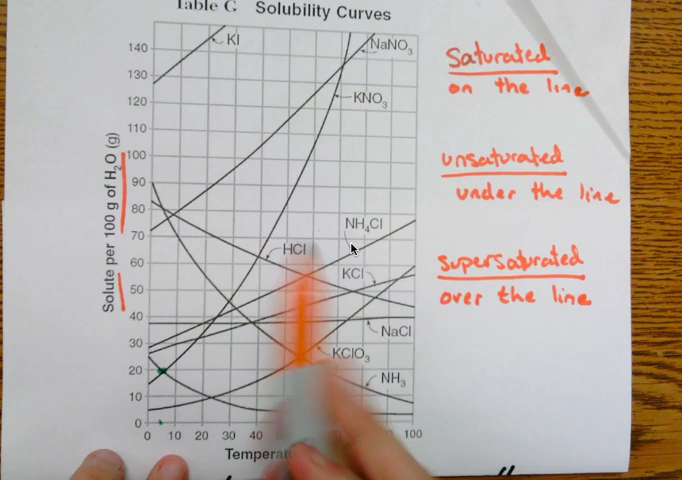 Table G Solubility Curves
KI
NaNO3
KNO3
NH4Cl
HCl
KCl
NaCl
KClO3
NH3
Solute per 100 g of H2O (g)
140
130
120
110
100
90
80
70
60
50
40
30
20
10
0
0 10 20 30 40 80 90 100
saturated
on the line
unsaturated
under the line
supersaturated
over the line